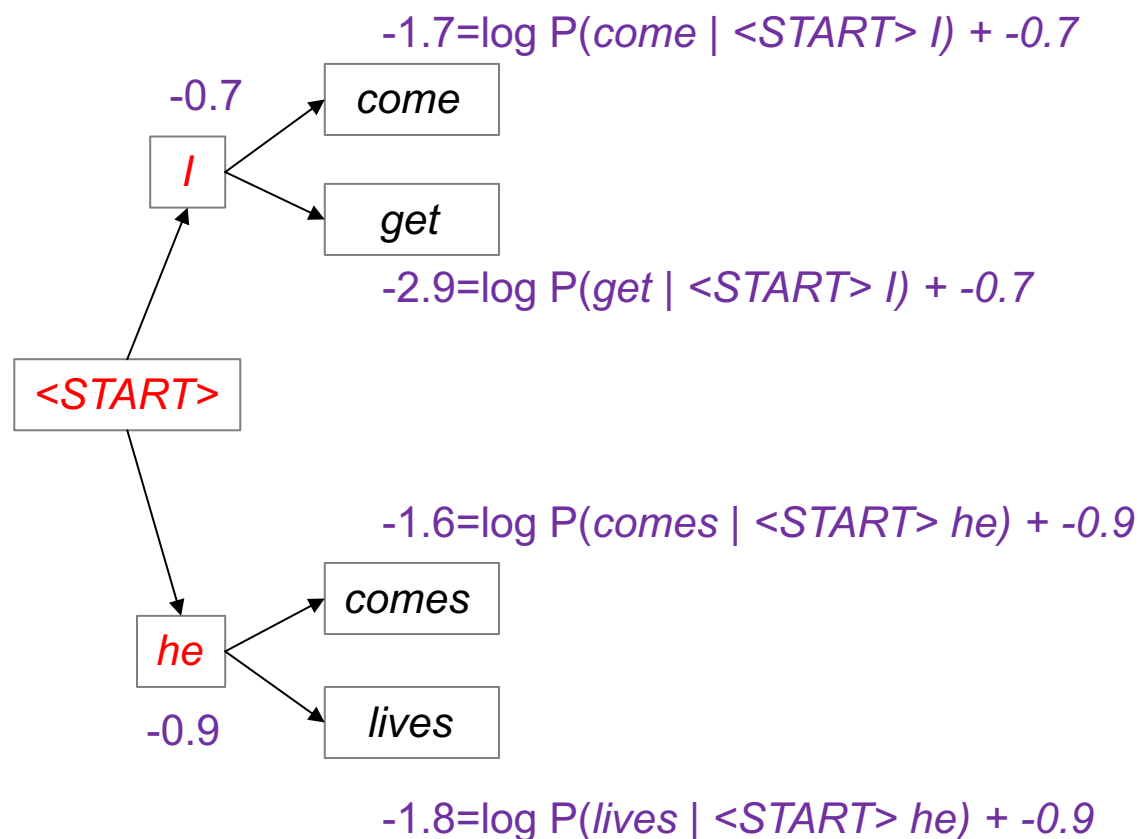 -1.7=log P(come | <START> I) + -0.7
-0.7
come
I
get
-2.9=log P(get | <START> I) + -0.7
<START>
-1.6=log P(comes | <START> he) + -0.9
comes
he
lives
-0.9
-1.8=log P(lives | <START> he) + -0.9